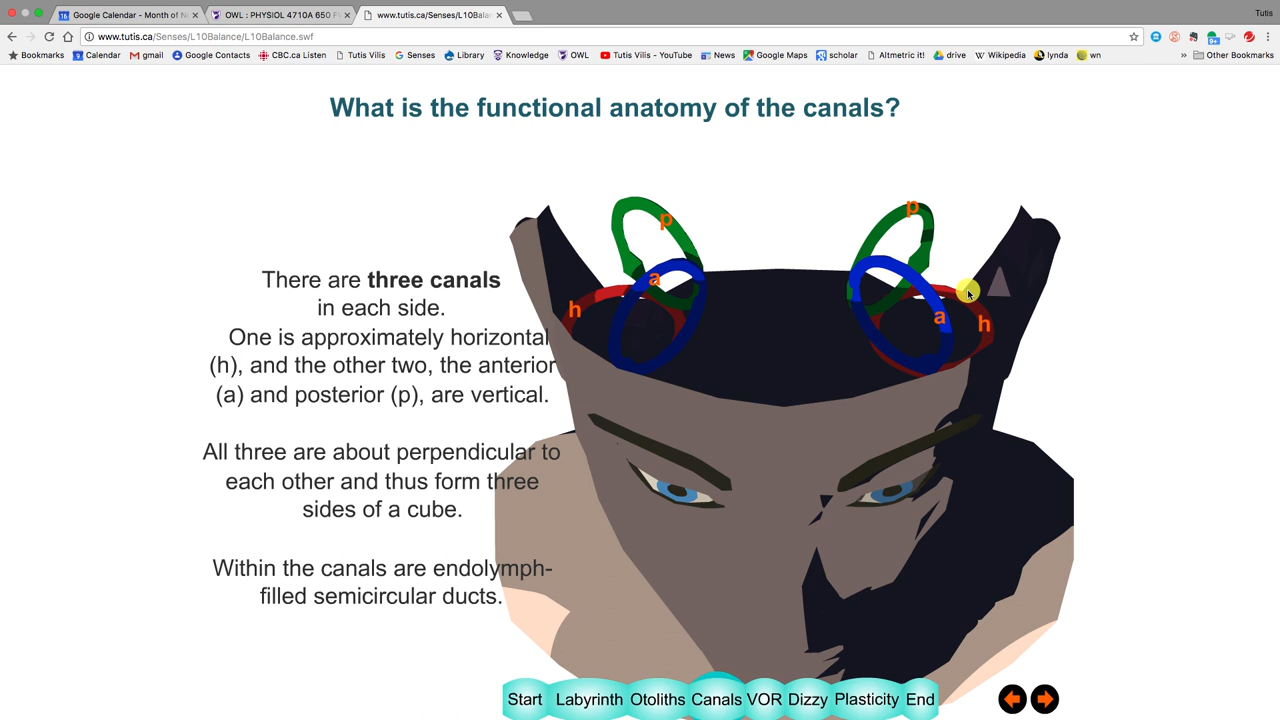 Google Calendar - Month of N
OWL : PHYSIOL 4710A 650 F
www.tutis.ca/Senses/L10Bala
Tutis
www.tutis.ca/Senses/L10Balance/L10Balance.swf
Bookmarks Calendar gmail Google Contacts CBC.ca Listen Tutis Vilis Senses Library Knowledge OWL Tutis Vilis - YouTube News Google Maps scholar Altmetric it! drive Wikipedia lynda wn » Other Bookmarks
What is the functional anatomy of the canals?
p p
a
h
a h
There are three canals
in each side.
One is approximately horizontal
(h), and the other two, the anterior
(a) and posterior (p), are vertical.
All three are about perpendicular to
each other and thus form three
sides of a cube.
Within the canals are endolymph-
filled semicircular ducts.
Start Labyrinth Otoliths Canals VOR Dizzy Plasticity End